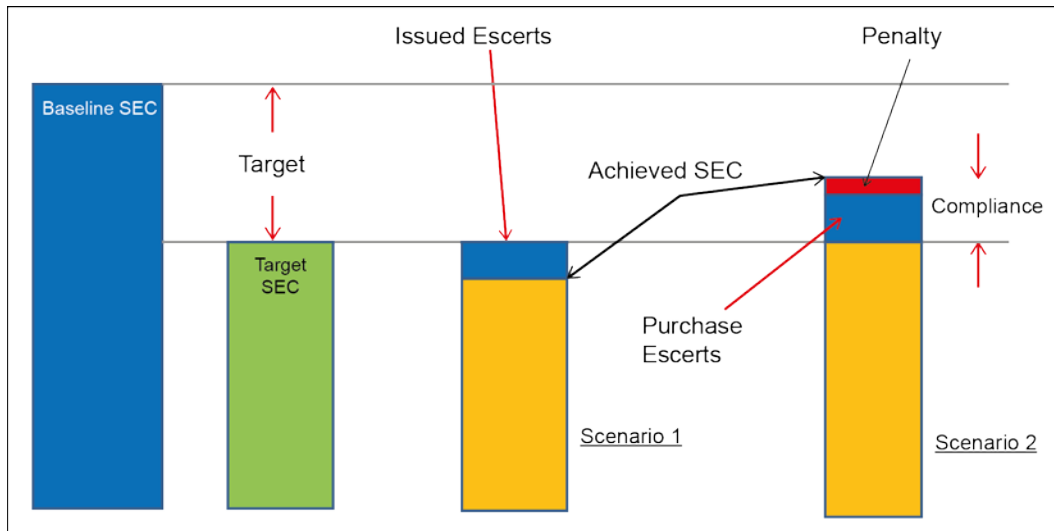 Issued Escerts
Penalty
Baseline SEC
Target
Achieved SEC
Compliance
Target
SEC
Purchase
Escerts
Scenario 1
Scenario 2